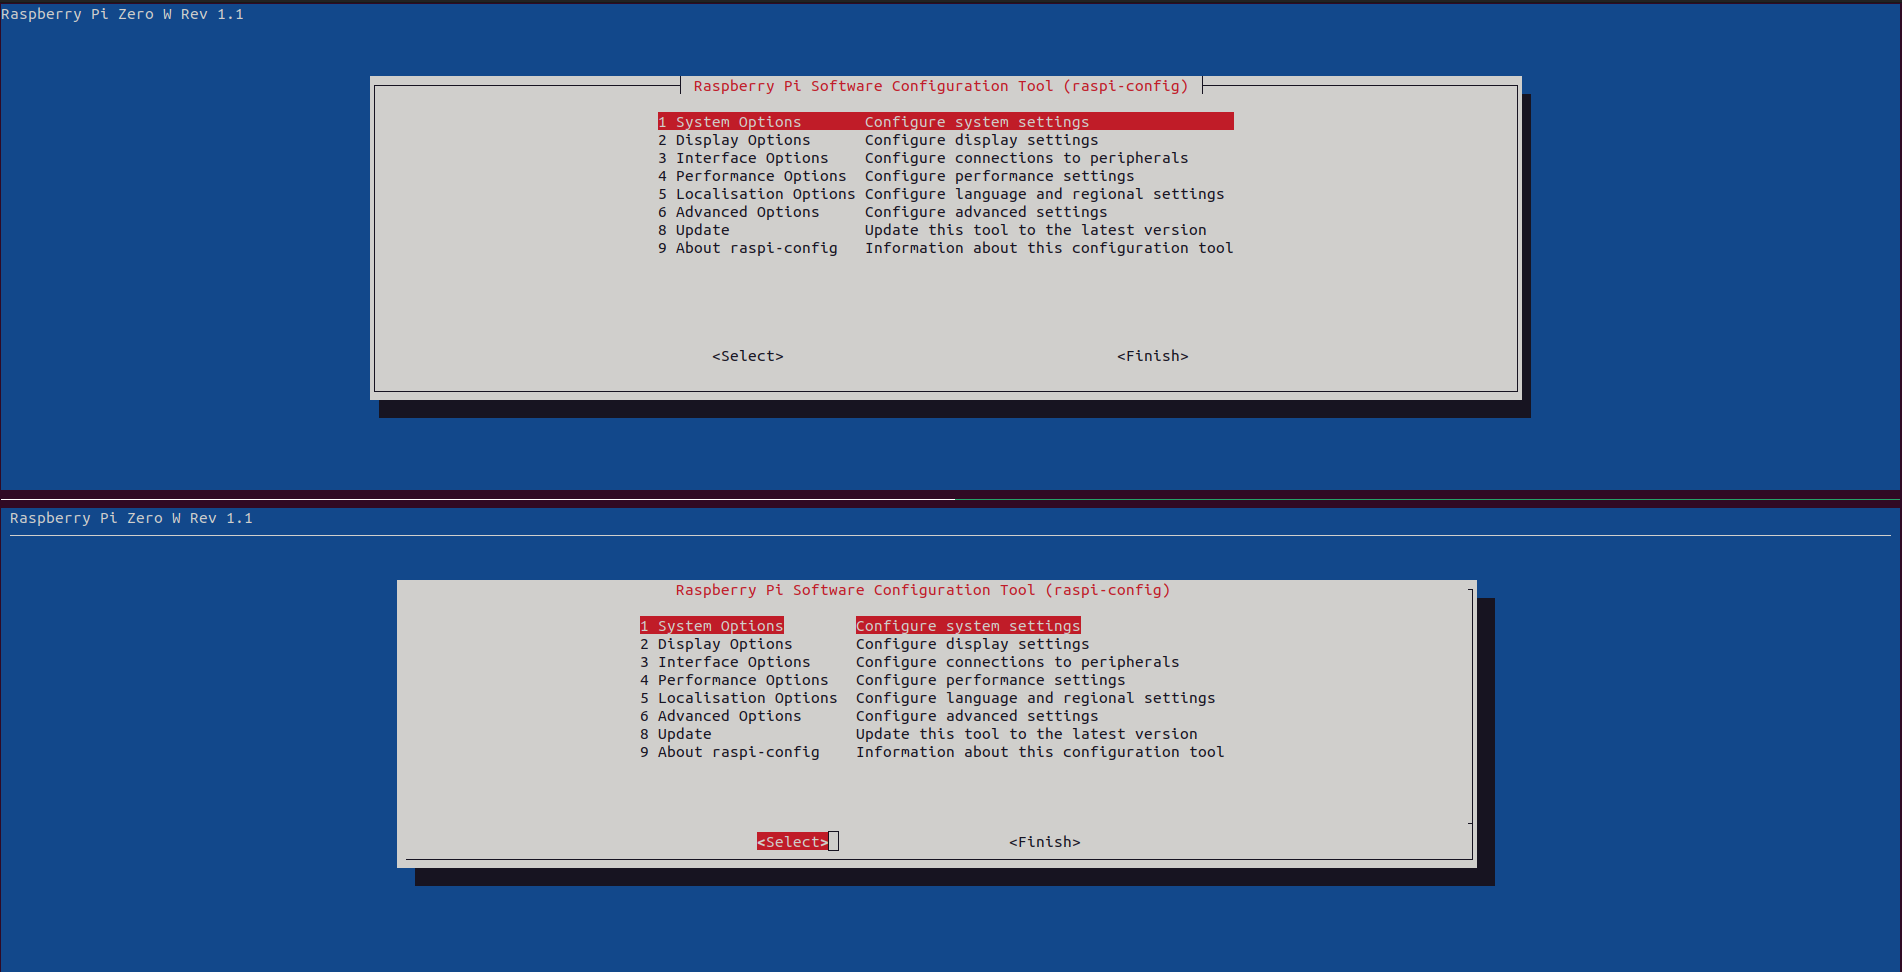 Raspberry Pi Zero W Rev 1.1
Raspberry Pi Software Configuration Tool (raspi-config)
1 System Options Configure system settings
2 Display Options Configure display settings
3 Interface Options Configure connections to peripherals
4 Performance Options Configure performance settings
5 Localisation Options Configure language and regional settings
6 Advanced Options Configure advanced settings
8 Update Update this tool to the latest version
9 About raspi-config Information about this configuration tool
<Select> <Finish>
Raspberry Pi Zero W Rev 1.1
Raspberry Pi Software Configuration Tool (raspi-config)
1 System Options Configure system settings
2 Display Options Configure display settings
3 Interface Options Configure connections to peripherals
4 Performance Options Configure performance settings
5 Localisation Options Configure language and regional settings
6 Advanced Options Configure advanced settings
8 Update Update this tool to the latest version
9 About raspi-config Information about this configuration tool
<Select> <Finish>